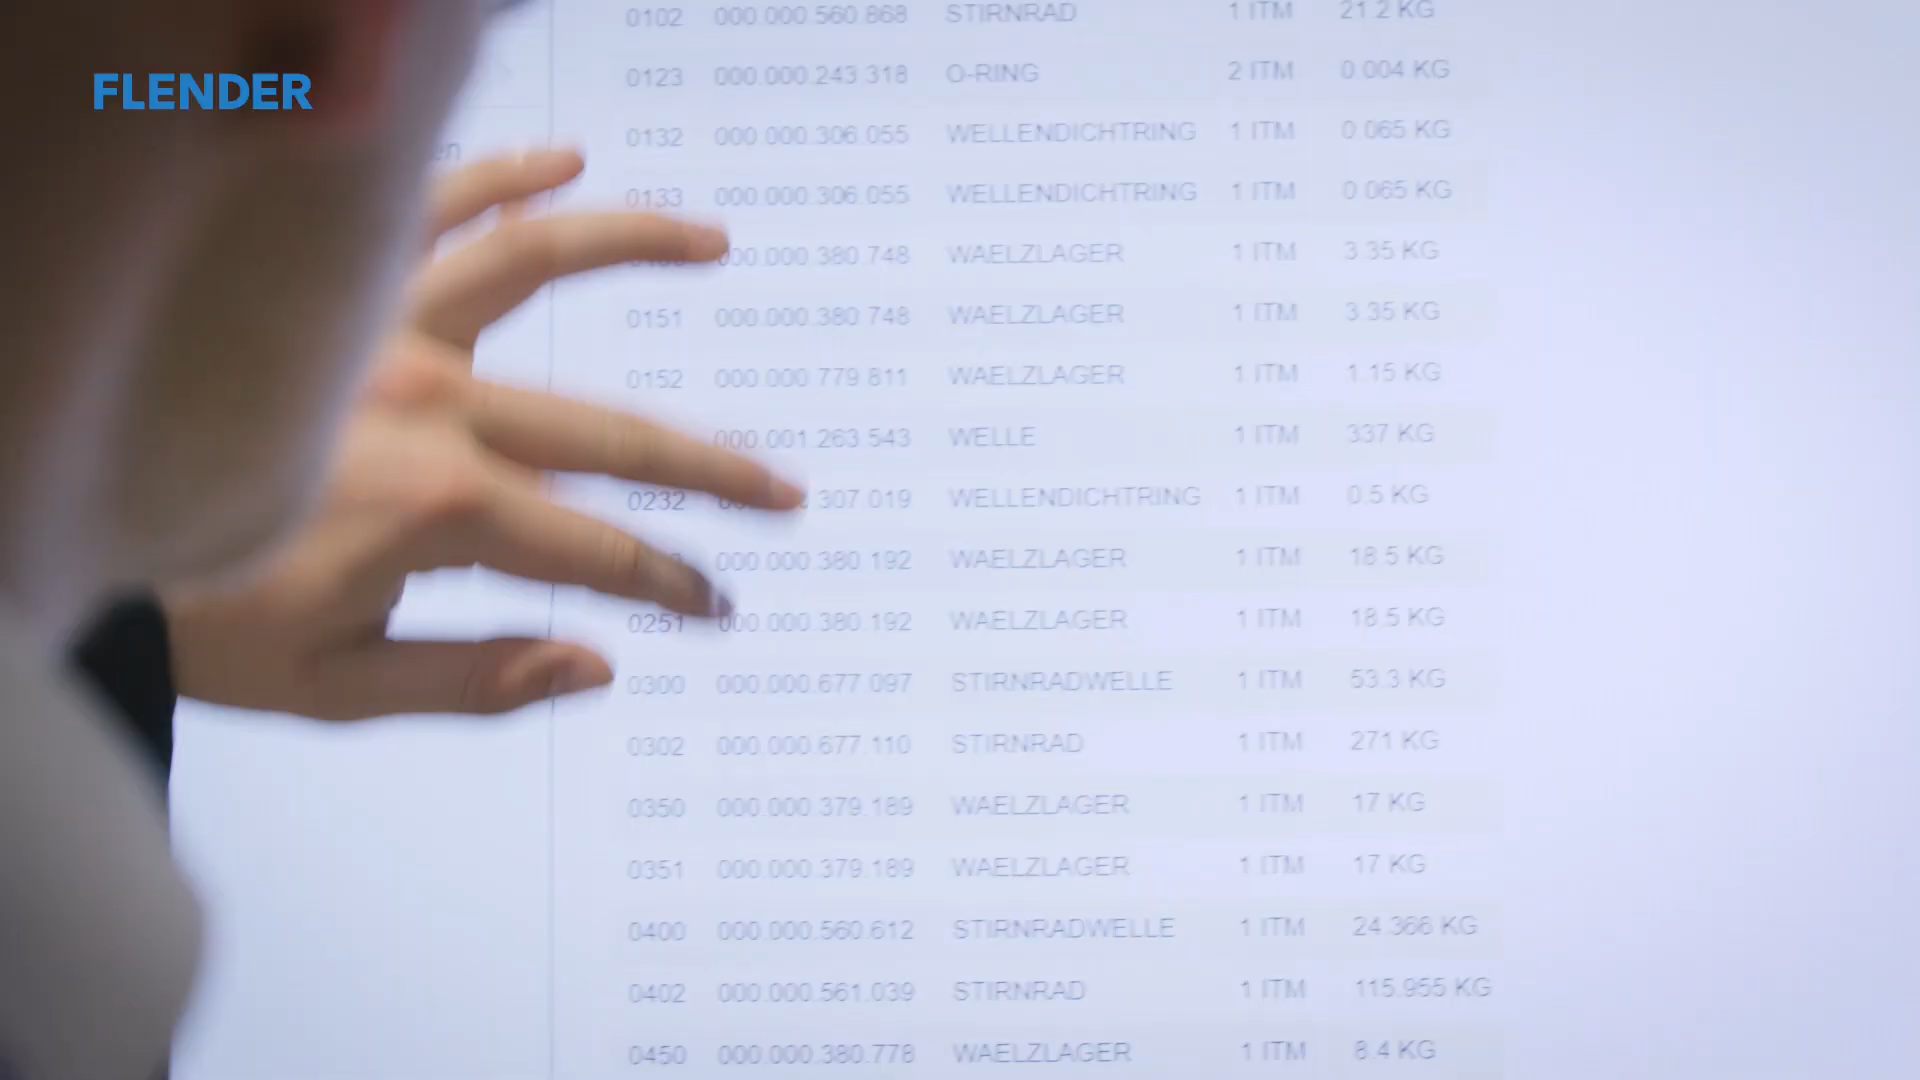 FLENDER
en
0102 000.000.560.868 STIRNRAD 1 ITM 21.2 KG
0123 000.000.243.318 O-RING 2 ITM 0.004 KG
0132 000.000.306.055 WELLENDICHTRING 1 ITM 0.065 KG
0133 000.000.306.055 WELLENDICHTRING 1 ITM 0.065 KG
000.000.380.748 WAELZLAGER 1 ITM 3.35 KG
0151 000.000.380.748 WAELZLAGER 1 ITM 3.35 KG
0152 000.000.779.811 WAELZLAGER 1 ITM 1.15 KG
000.001.263.543 WELLE 1 ITM 337 KG
0232 307.019 WELLENDICHTRING 1 ITM 0.5 KG
000.000.380.192 WAELZLAGER 1 ITM 18.5 KG
0251 000.000.380.192 WAELZLAGER 1 ITM 18.5 KG
0300 000.000.677.097 STIRNRADWELLE 1 ITM 53.3 KG
0302 000.000.677.110 STIRNRAD 1 ITM 271 KG
0350 000.000.379.189 WAELZLAGER 1 ITM 17 KG
0351 000.000.379.189 WAELZLAGER 1 ITM 17 KG
0400 000.000.560.612 STIRNRADWELLE 1 ITM 24.366 KG
0402 000.000.561.039 STIRNRAD 1 ITM 115.955 KG
0450 000.000.380.778 WAELZLAGER 1 ITM 8.4 KG